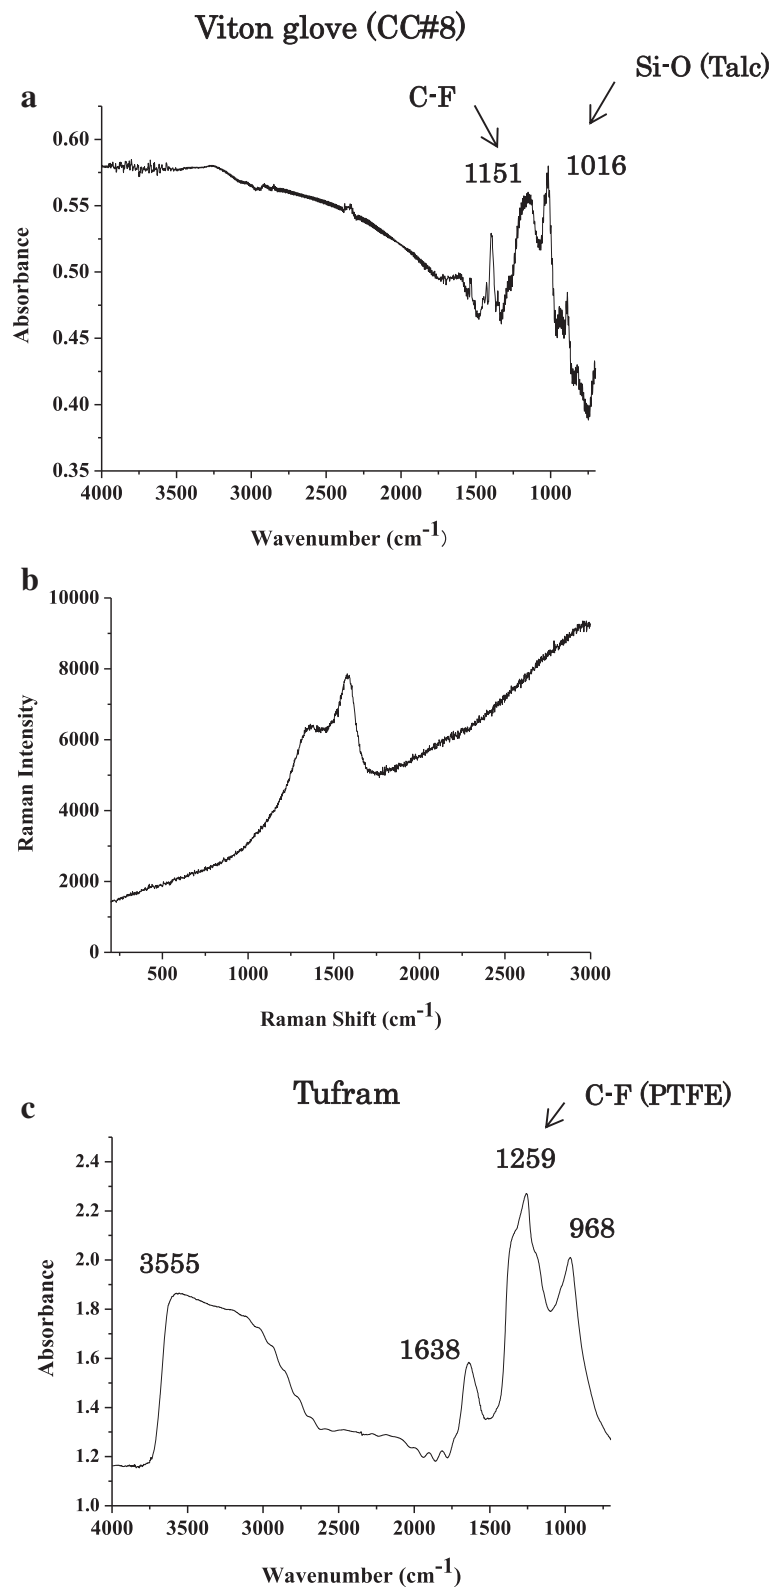 Viton glove (CC#8)
Si-O (Talc)
a
C-F
1151
1016
0.60
0.55
0.50
0.45
0.40
0.35
Absorbance
4000 3500 3000 2500 2000 1500 1000
Wavenumber (cm-1)
b
10000
8000
6000
4000
2000
0
Raman Intensity
500 1000 1500 2000 2500 3000
Raman Shift (cm-1)
Tufram
C-F (PTFE)
c
1259
968
3555
1638
2.4
2.2
2.0
1.8
1.6
1.4
1.2
1.0
Absorbance
4000 3500 3000 2500 2000 1500 1000
Wavenumber (cm-1)